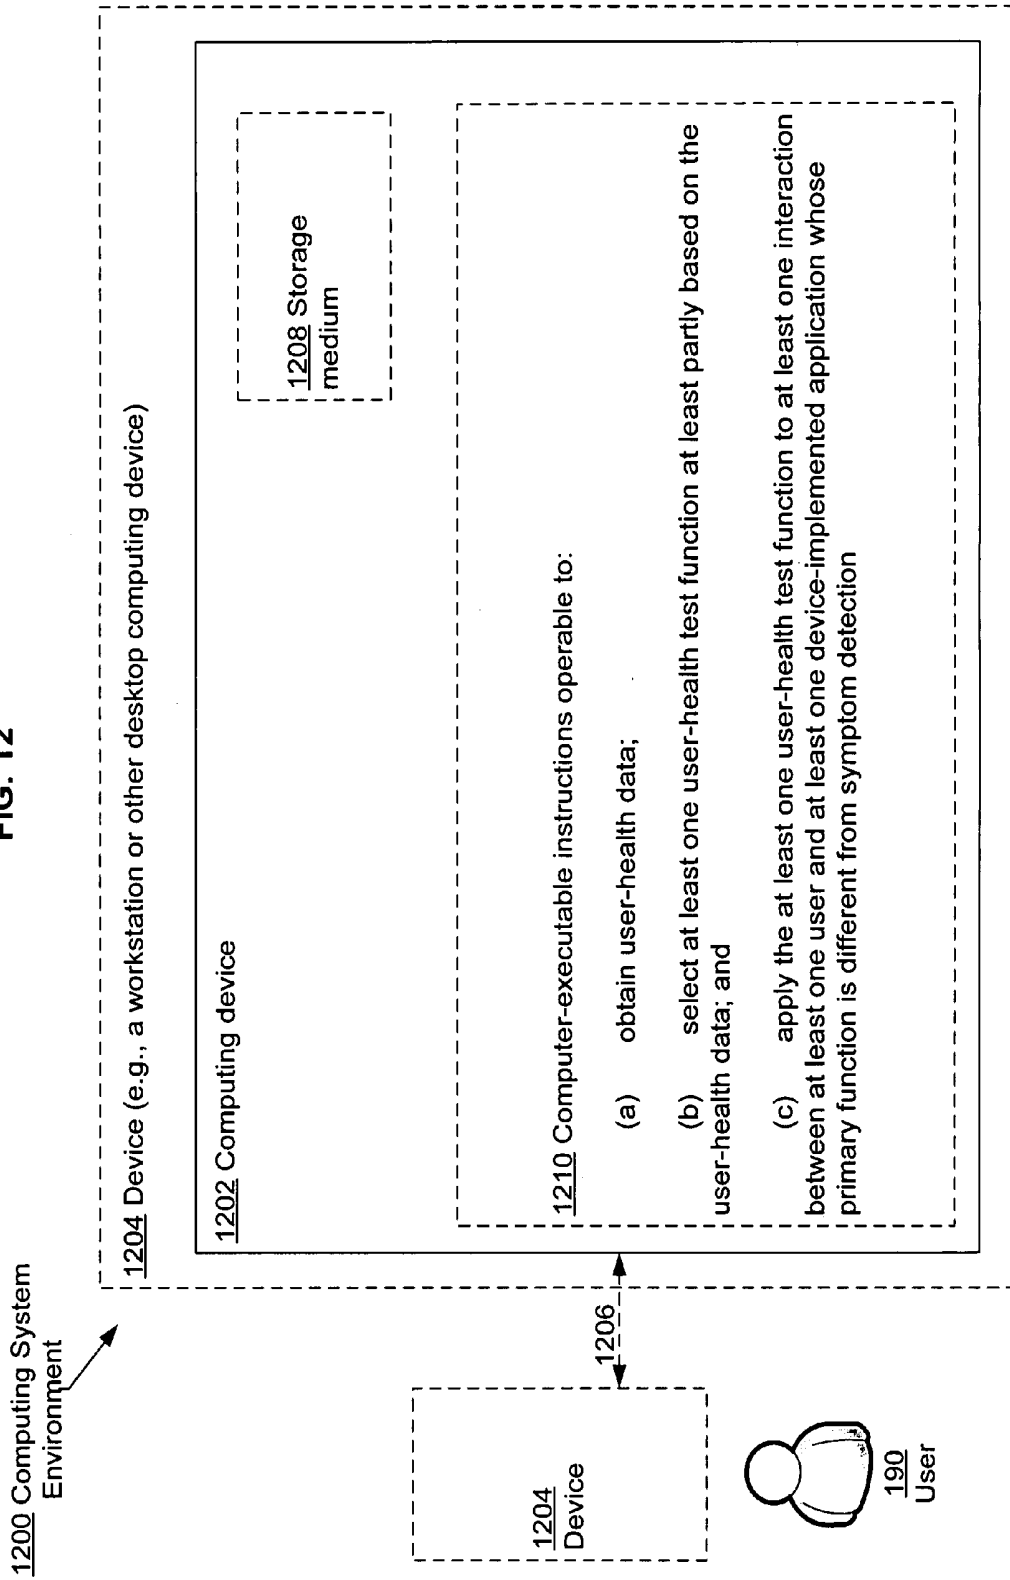 FIG. 12
1200 Computing System
Environment
1204 Device (e.g., a workstation or other desktop computing device)
1202 Computing device
1208 Storage
medium
1210 Computer-executable instructions operable to:
(a) obtain user-health data;
(b) select at least one user-health test function at least partly based on the
user-health data; and
(c) apply the at least one user-health test function to at least one interaction
between at least one user and at least one device-implemented application whose
primary function is different from symptom detection
1206
1204
Device
190
User